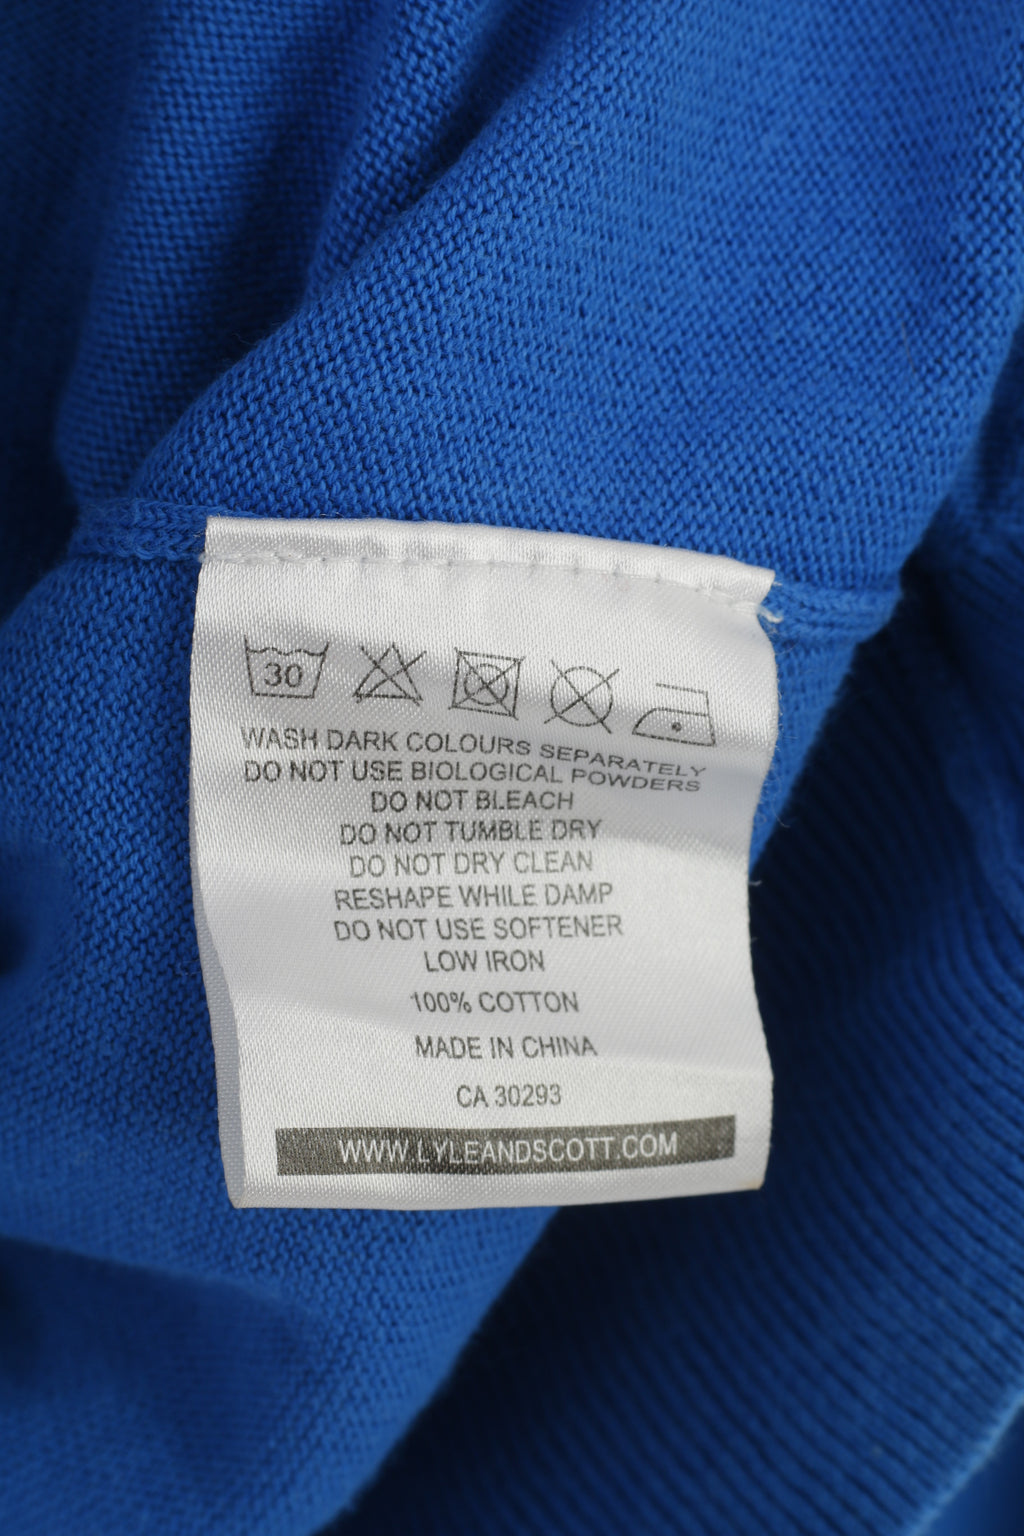 30
WASH DARK COLOURS SEPARATELY
DO NOT USE BIOLOGICAL POWDERS
DO NOT BLEACH
DO NOT TUMBLE DRY
DO NOT DRY CLEAN
RESHAPE WHILE DAMP
DO NOT USE SOFTENER
LOW IRON
100% COTTON
MADE IN CHINA
CA 30293
WWW.LYLEANDSCOTT.COM